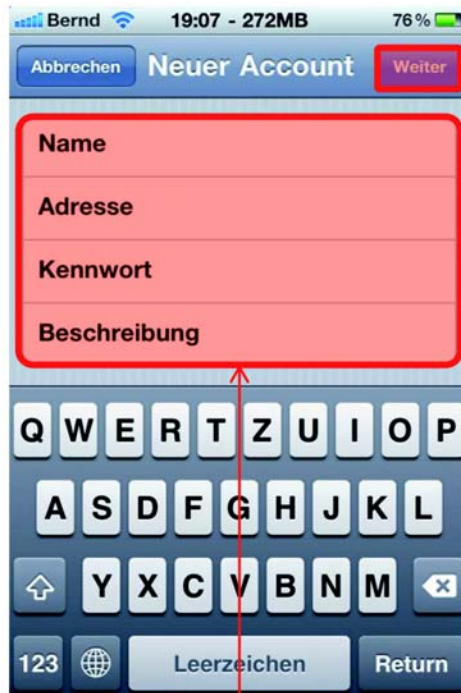 Bernd 19:07 - 272MB 76 %
Abbrechen Neuer Account Weiter
Name
Adresse
Kennwort
Beschreibung
Q W E R T Z U I O P
A S D F G H J K L
Y X C V B N M
123 Leerzeichen Return